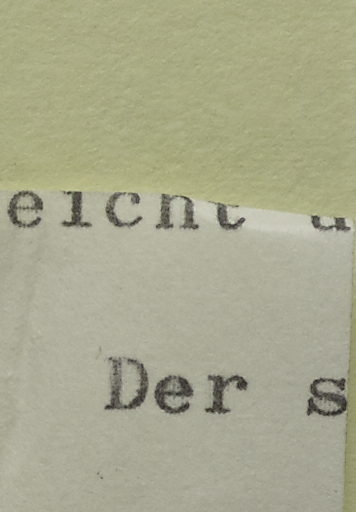 eicht
Der s